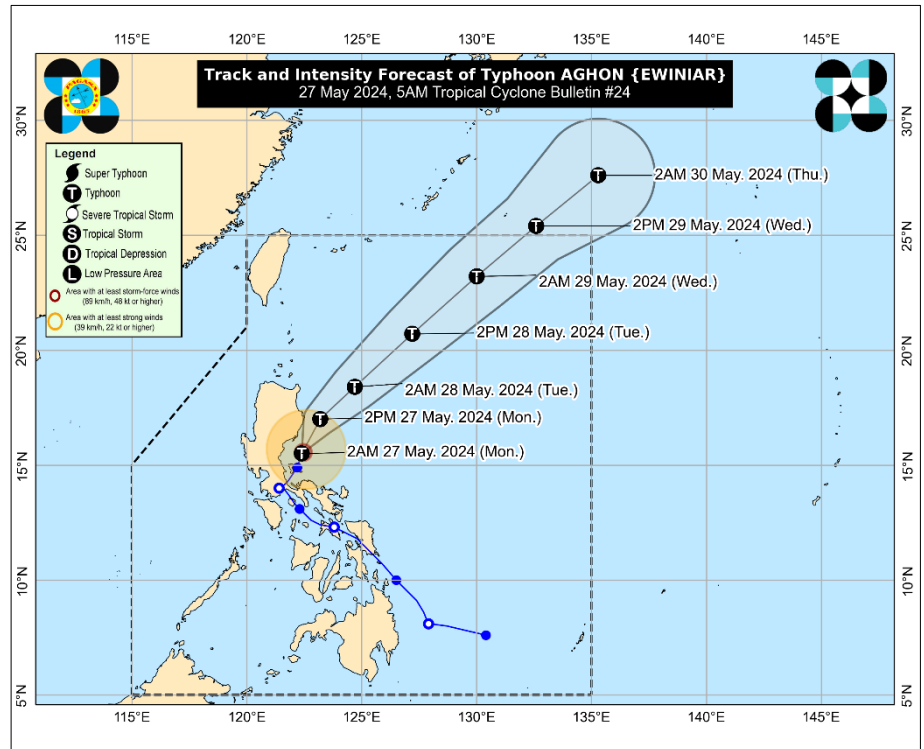 115°E 120°E 125°E 130°E 135°E 140°E 145°E
Track and Intensity Forecast of Typhoon AGHON {EWINIAR}
27 May 2024, 5AM Tropical Cyclone Bulletin #24
PAGASA
30°N 30°N
Legend
Super Typhoon
T Typhoon
Severe Tropical Storm
S Tropical Storm
D Tropical Depression
L Low Pressure Area
Area with at least storm-force winds
(89 km/h, 48 kt or higher)
Area with at least strong winds
(39 km/h, 22 kt or higher)
T 2AM 30 May. 2024 (Thu.)
T 2PM 29 May. 2024 (Wed.)
25°N 25°N
T 2AM 29 May. 2024 (Wed.)
T 2PM 28 May. 2024 (Tue.)
20°N 20°N
T 2AM 28 May. 2024 (Tue.)
T 2PM 27 May. 2024 (Mon.)
T 2AM 27 May. 2024 (Mon.)
15°N 15°N
10°N 10°N
5°N 5°N
115°E 120°E 125°E 130°E 135°E 140°E 145°E